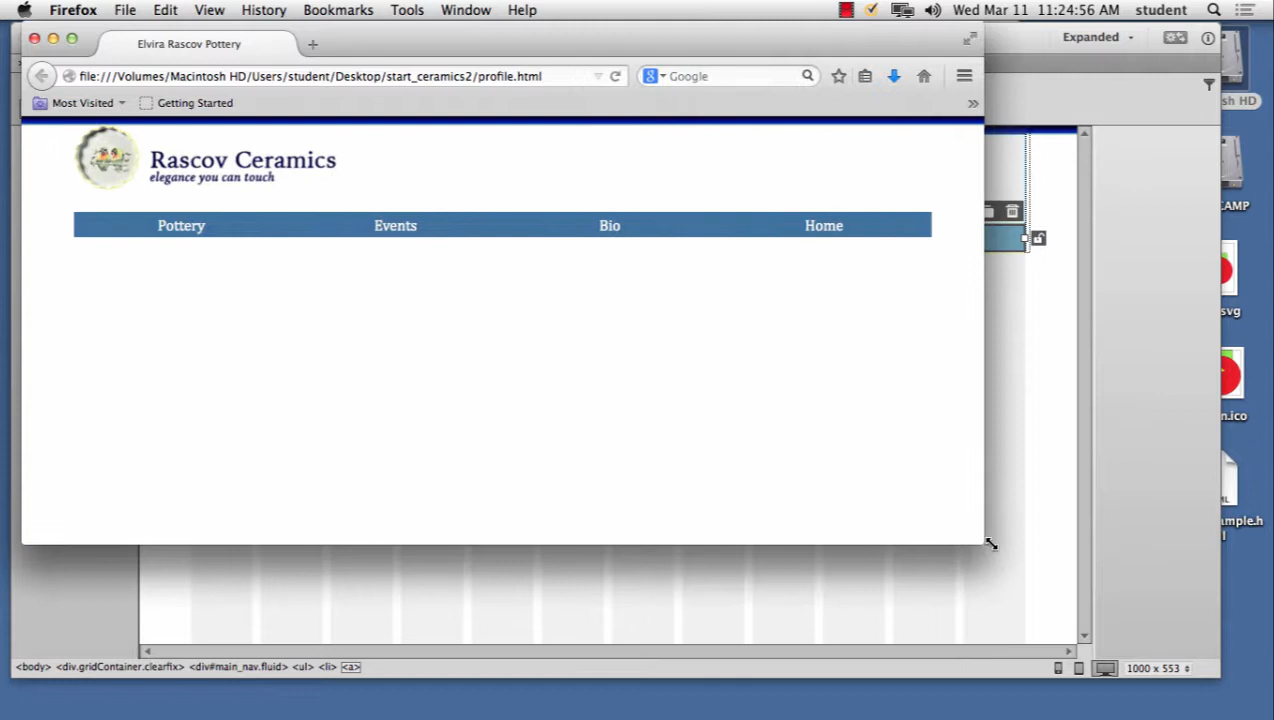 Firefox File Edit View History Bookmarks Tools Window Help Wed Mar 11 11:24:56 AM student
Elvira Rascov Pottery
Expanded
file:///Volumes/Macintosh HD/Users/student/Desktop/start_ceramics2/profile.html Google
Most Visited Getting Started
sh HD
Rascov Ceramics
elegance you can touch
CAMP
Pottery Events Bio Home
svg
n.ico
ML
ample.h
l
<body> <div.gridContainer.clearfix> <div#main_nav.fluid> <ul> <li> <a> 1000 x 553